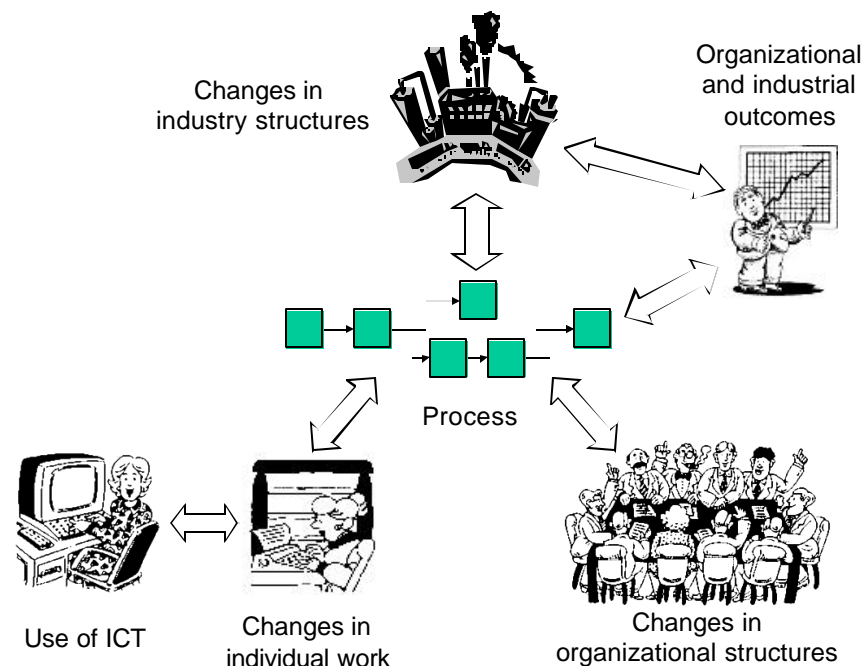 Changes in
industry structures
Organizational
and industrial
outcomes
Process
Use of ICT
Changes in
individual work
Changes in
organizational structures